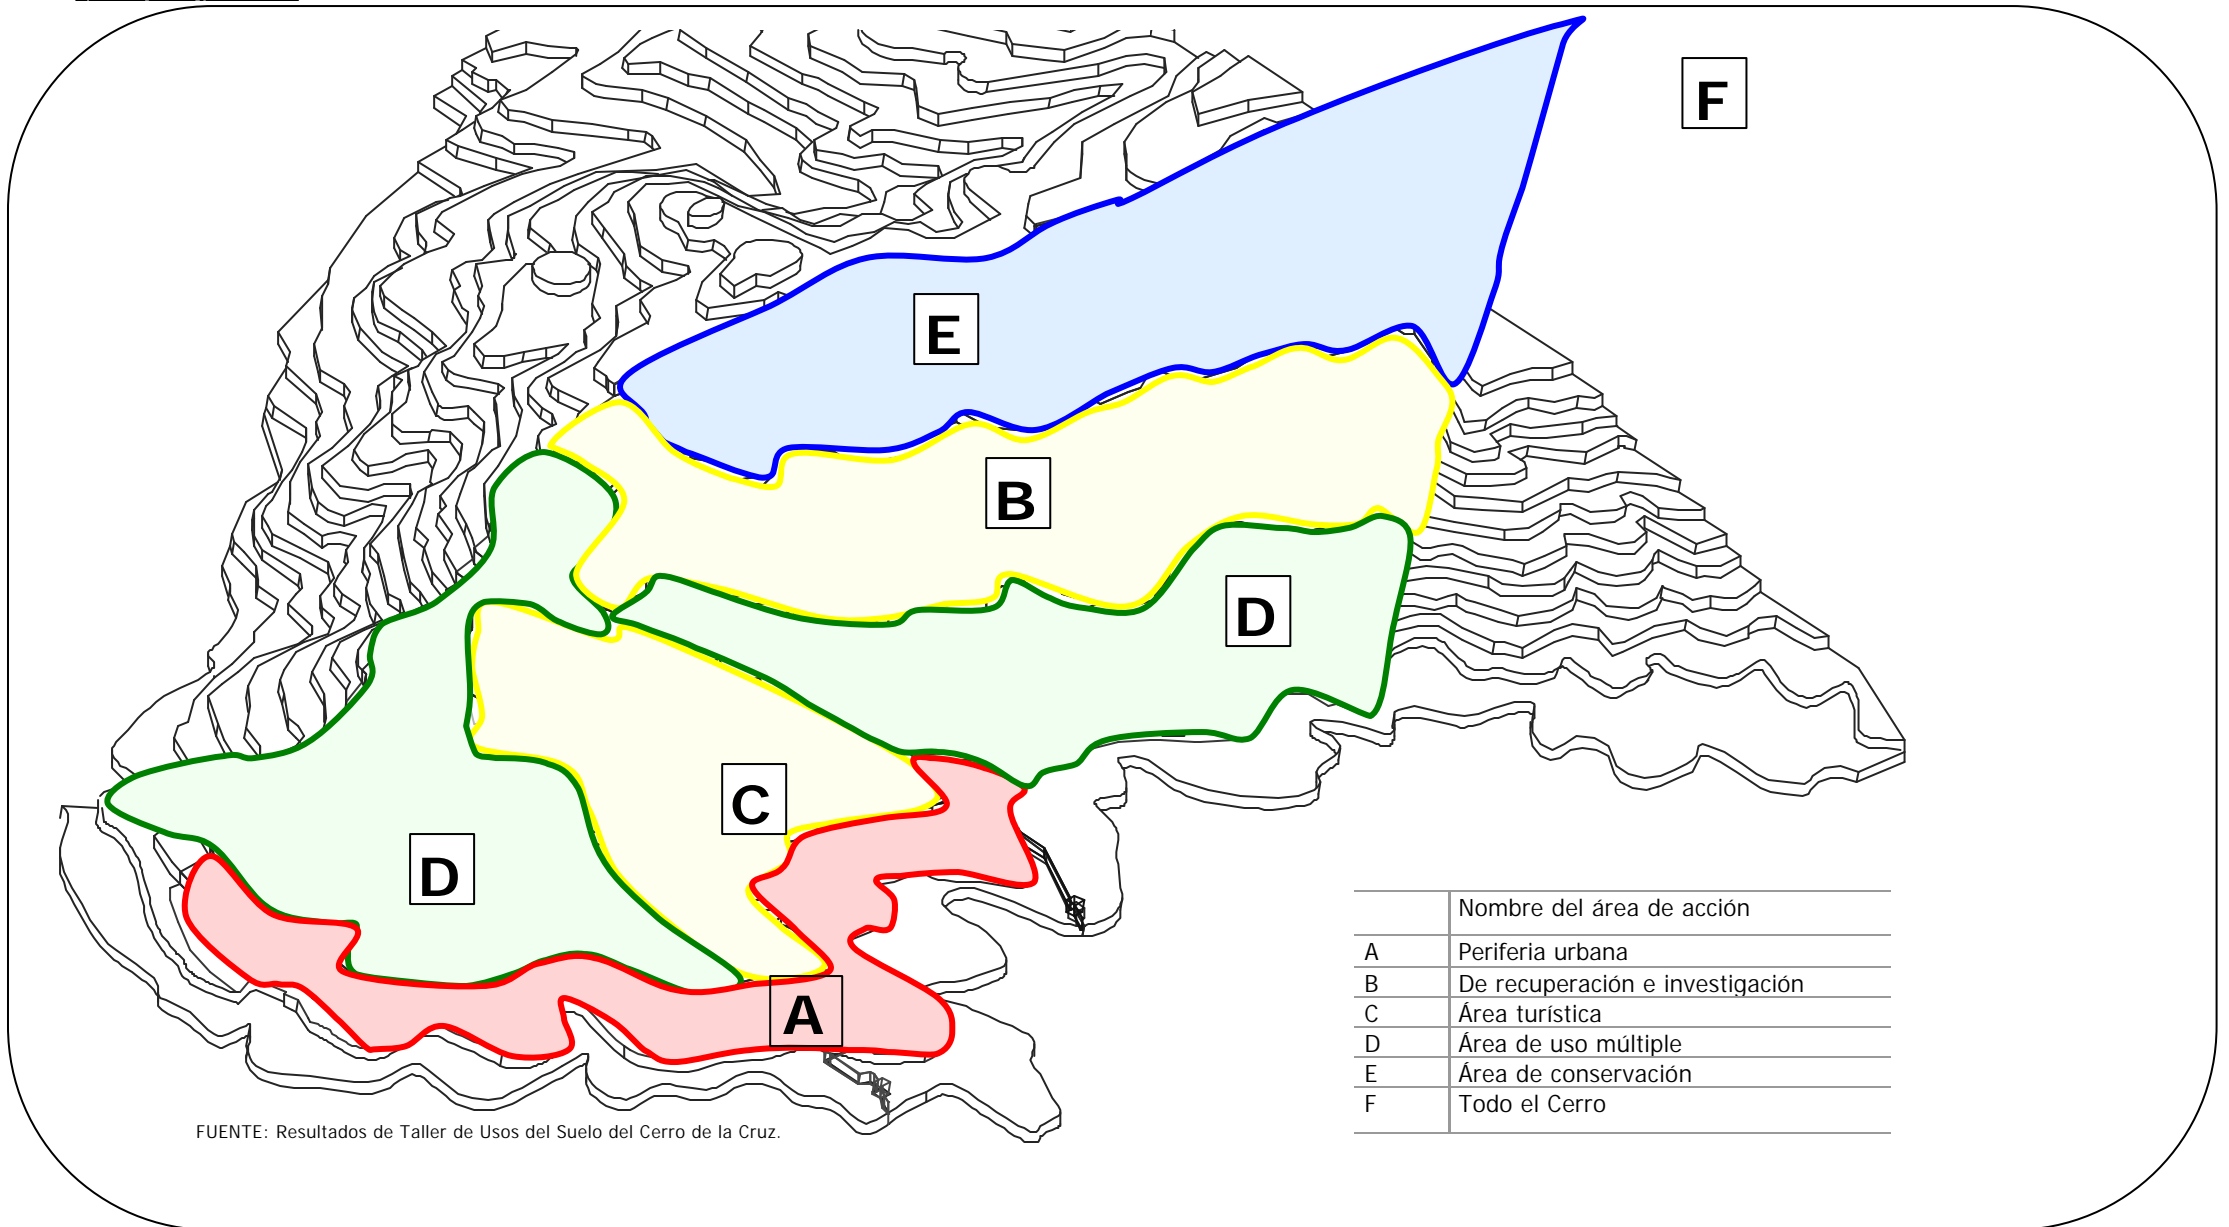 F
E
B
D
C
D
A
Nombre del área de acción
A Periferia urbana
B De recuperación e investigación
C Área turística
D Área de uso múltiple
E Área de conservación
F Todo el Cerro
FUENTE: Resultados de Taller de Usos del Suelo del Cerro de la Cruz.